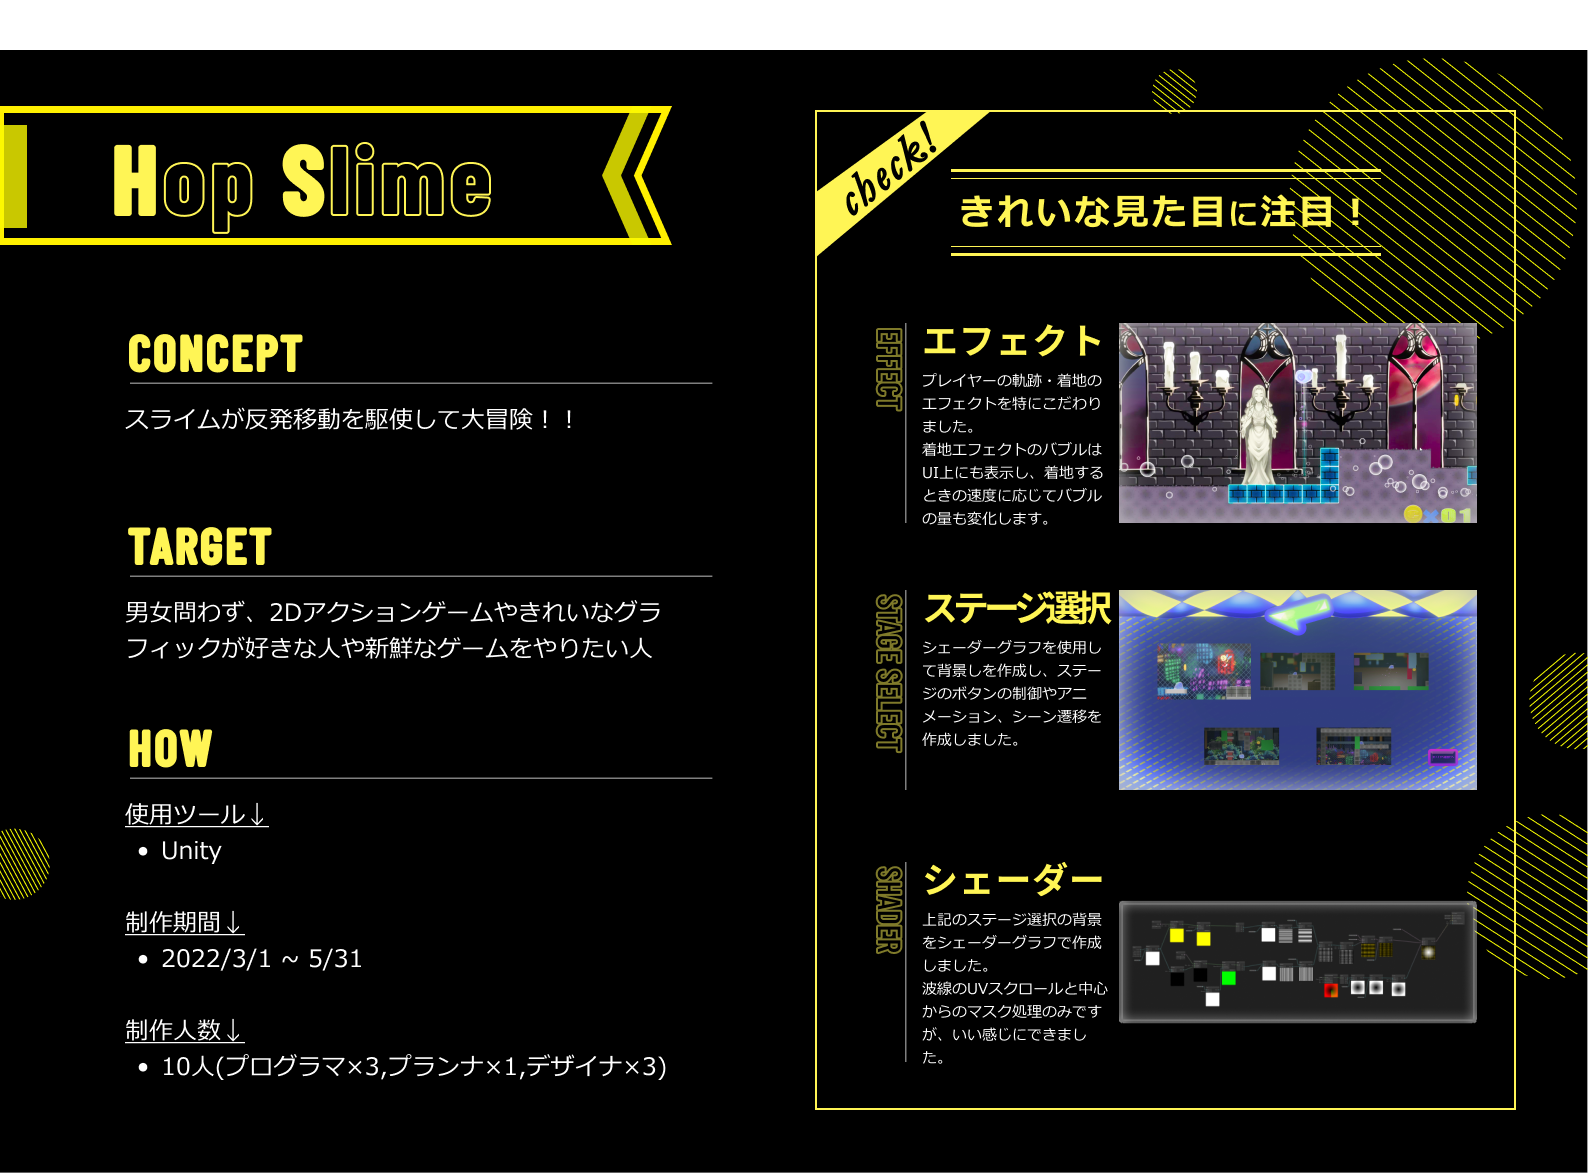 Hop Slime
CONCEPT
スライムが反発移動を駆使して大冒険！！
TARGET
男女問わず、2Dアクションゲームやきれいなグラ
フィックが好きな人や新鮮なゲームをやりたい人
HOW
使用ツール↓
• Unity
制作期間↓
• 2022/3/1 ~ 5/31
制作人数↓
• 10人(プログラマ×3,プランナ×1,デザイナ×3)
check!
きれいな見た目に注目！
EFFECT
エフェクト
プレイヤーの軌跡・着地の
エフェクトを特にこだわり
ました。
着地エフェクトのバブルは
UI上にも表示し、着地する
ときの速度に応じてバブル
の量も変化します。
×01
STAGE SELECT
ステージ選択
シェーダーグラフを使用し
て背景しを作成し、ステー
ジのボタンの制御やアニ
メーション、シーン遷移を
作成しました。
SHADER
シェーダー
上記のステージ選択の背景
をシェーダーグラフで作成
しました。
波線のUVスクロールと中心
からのマスク処理のみです
が、いい感じにできまし
た。